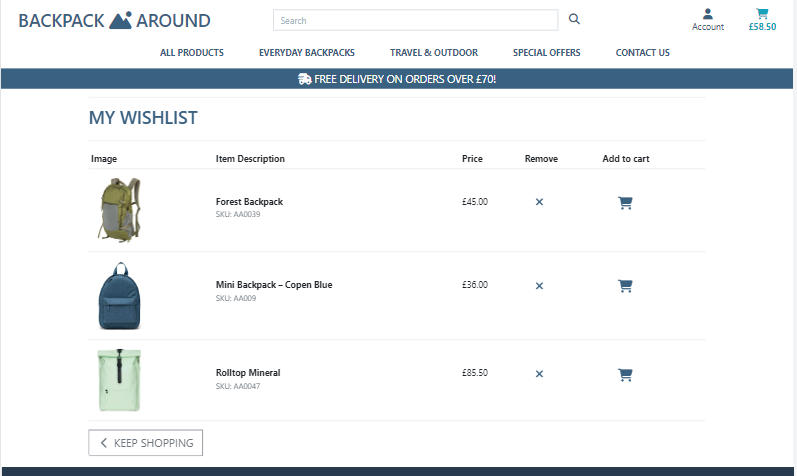 BACKPACK AROUND
Search
Account
£58.50
ALL PRODUCTS EVERYDAY BACKPACKS TRAVEL & OUTDOOR SPECIAL OFFERS CONTACT US
FREE DELIVERY ON ORDERS OVER £70!
MY WISHLIST
Image Item Description Price Remove Add to cart
Forest Backpack £45.00
SKU: AA0039
Mini Backpack – Copen Blue £36.00
SKU: AA009
Rolltop Mineral £85.50
SKU: AA0047
KEEP SHOPPING